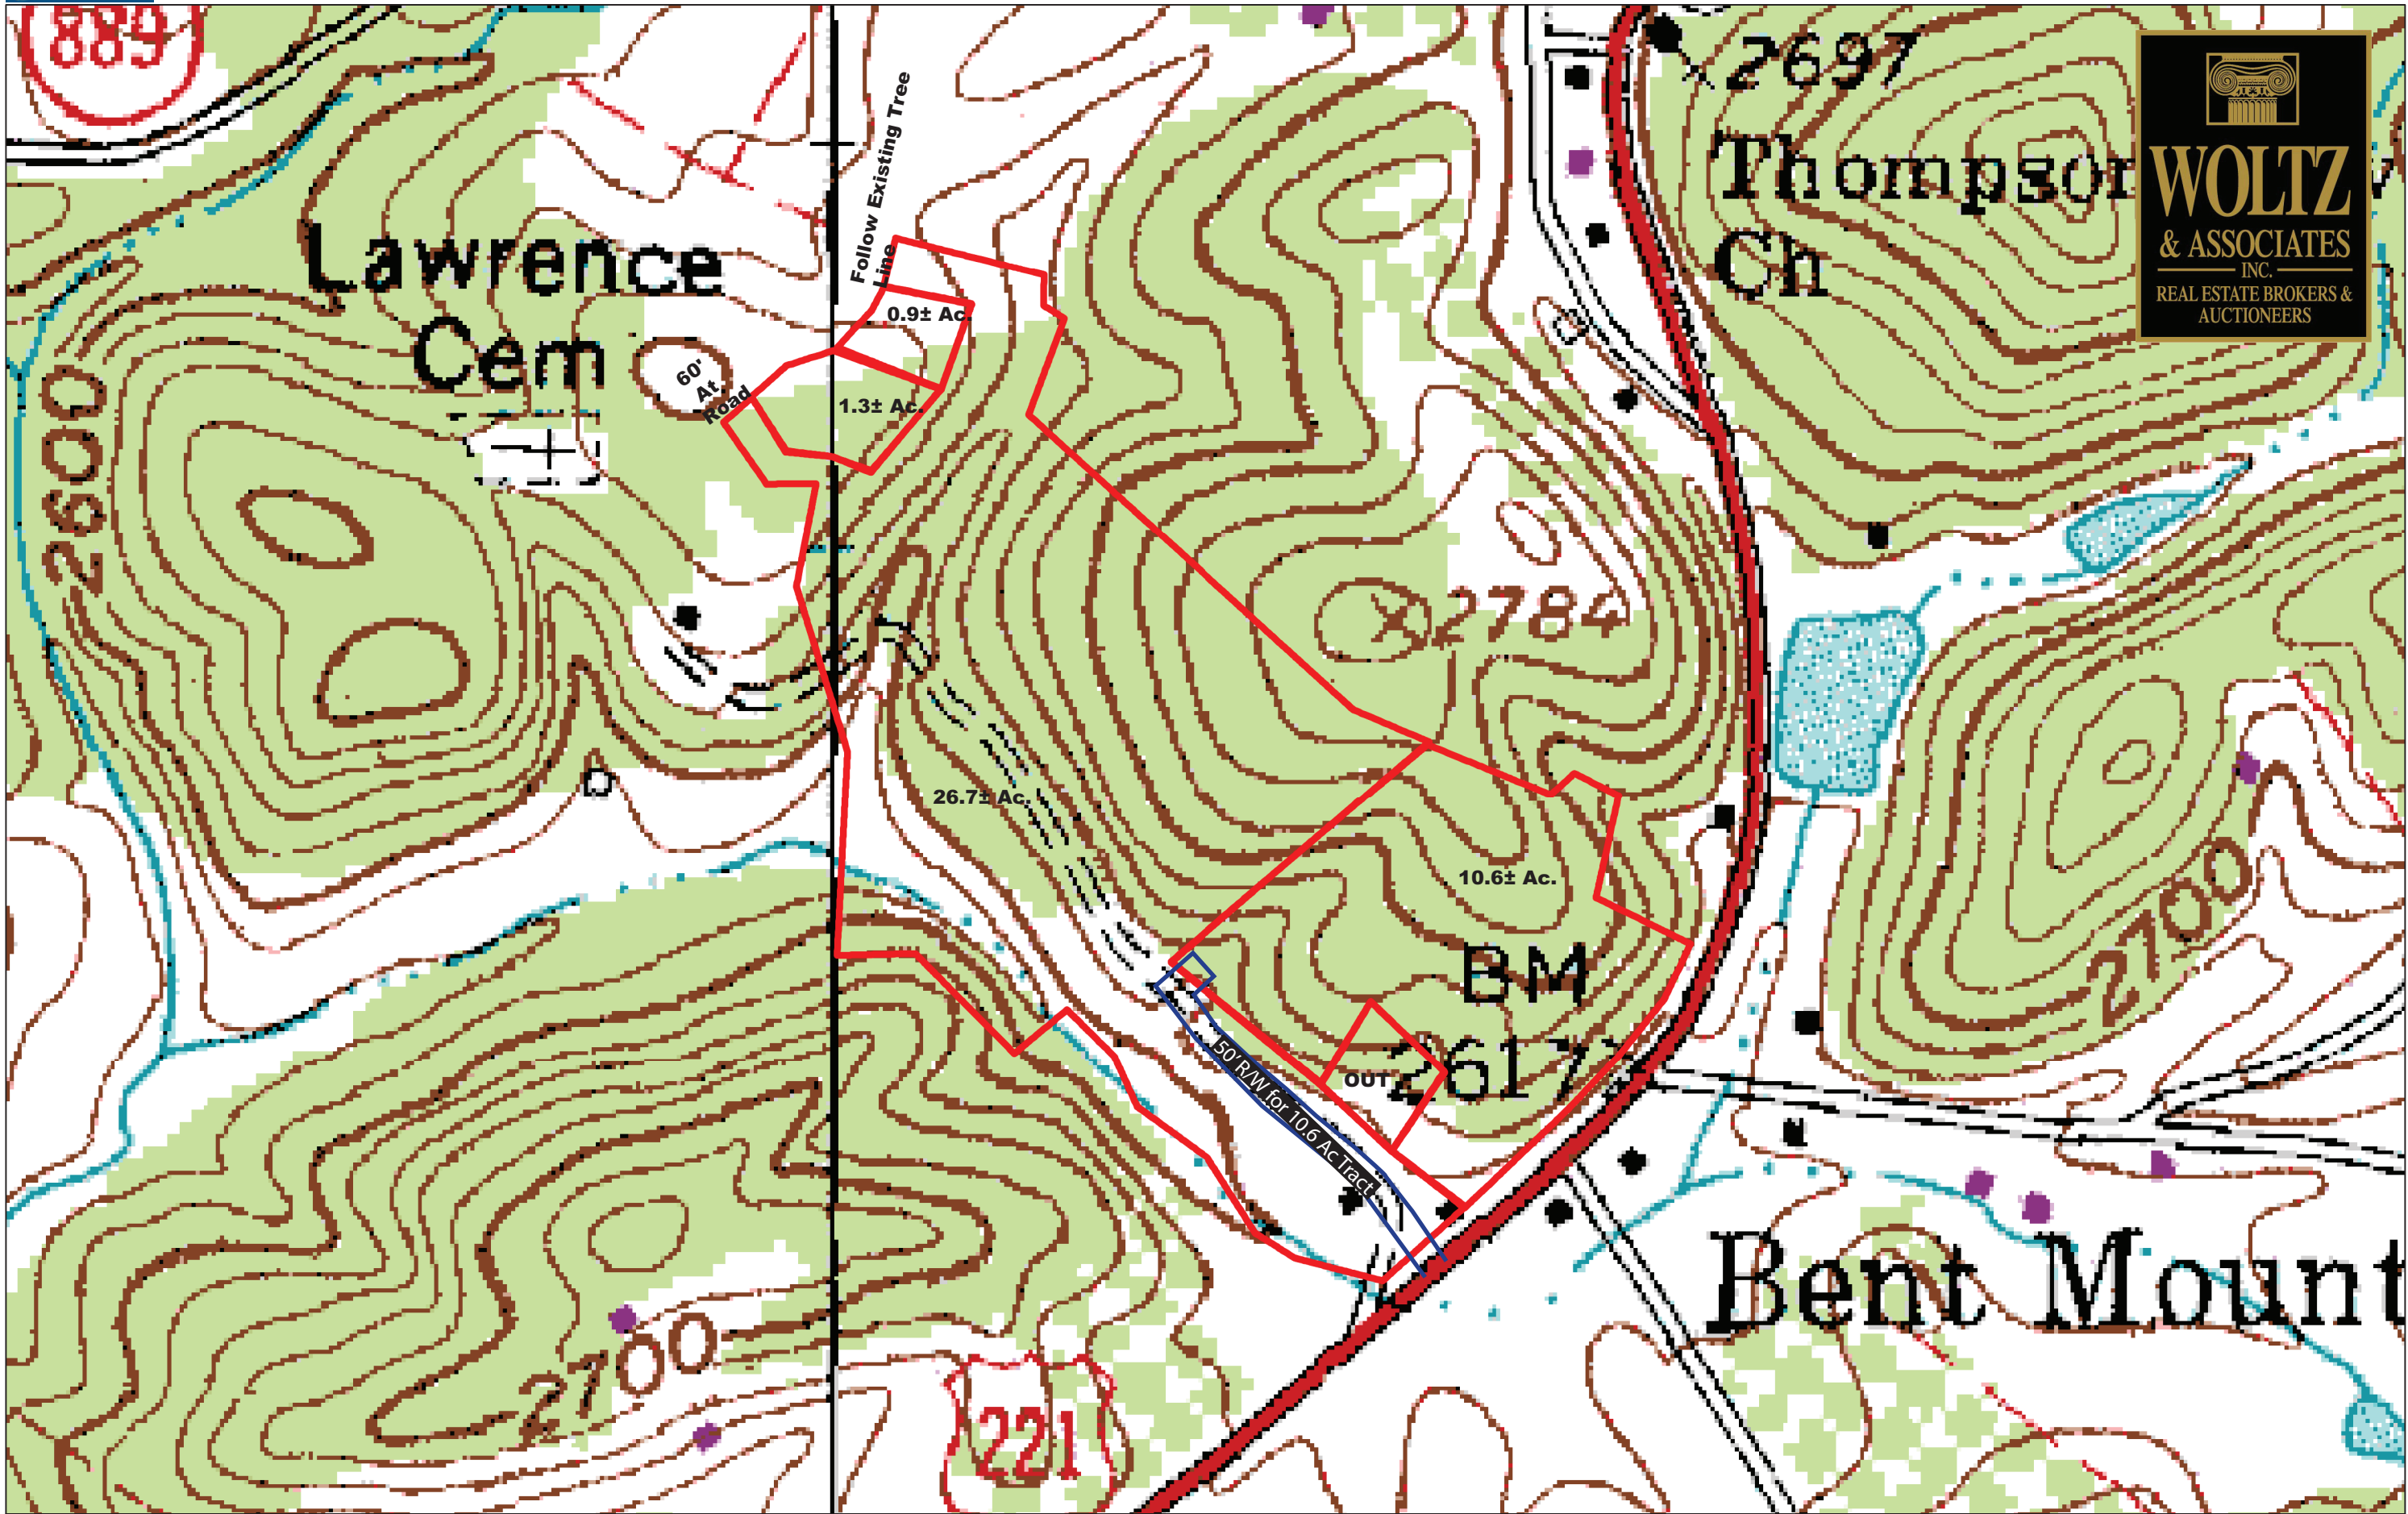 889
2697
Thompson
Ch
WOLTZ
& ASSOCIATES
INC.
REAL ESTATE BROKERS &
AUCTIONEERS
Follow Existing Tree
Line
Lawrence
Cem
0.9± Ac.
60'
At
Road
1.3± Ac.
2600
2784
26.7± Ac.
10.6± Ac.
2700
BM
2617
OUT
50' R/W for 10.6 Ac Tract
Bent Mount
2700
221